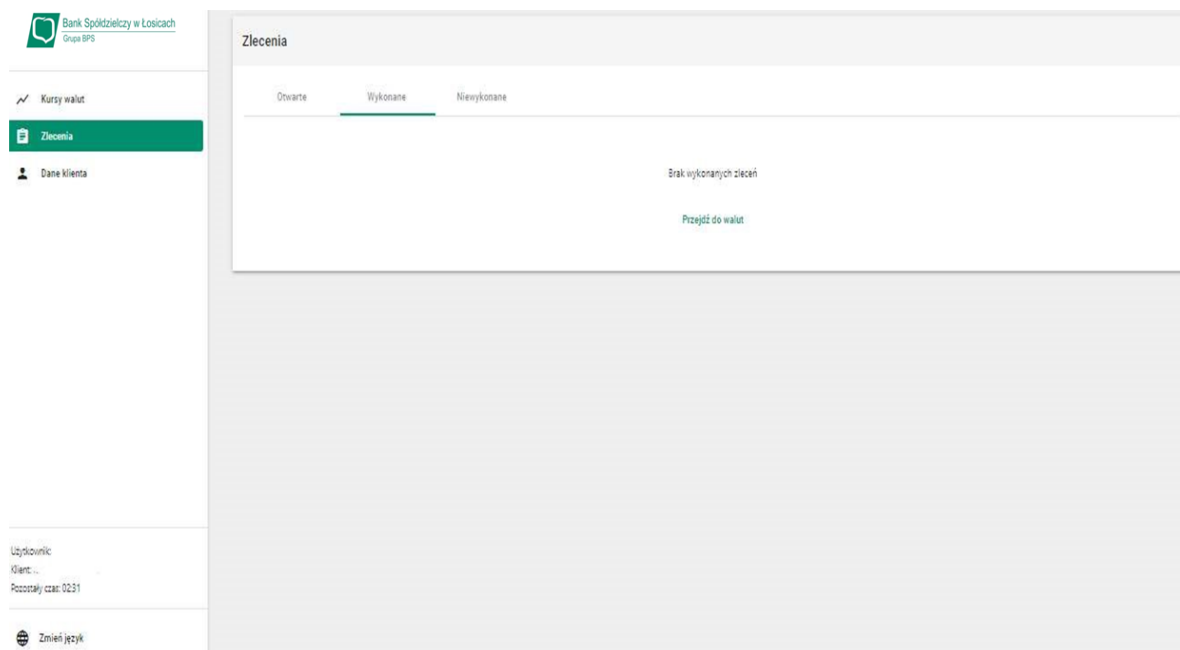 Bank Spółdzielczy w Łosicach
Grupa BPS
Kursy walut
Zlecenia
Dane klienta
Użytkownik:
Klient:
Pozostały czas: 02:31
Zmień język
Zlecenia
Otwarte Wykonane Niewykonane
Brak wykonanych zleceń
Przejdź do walut